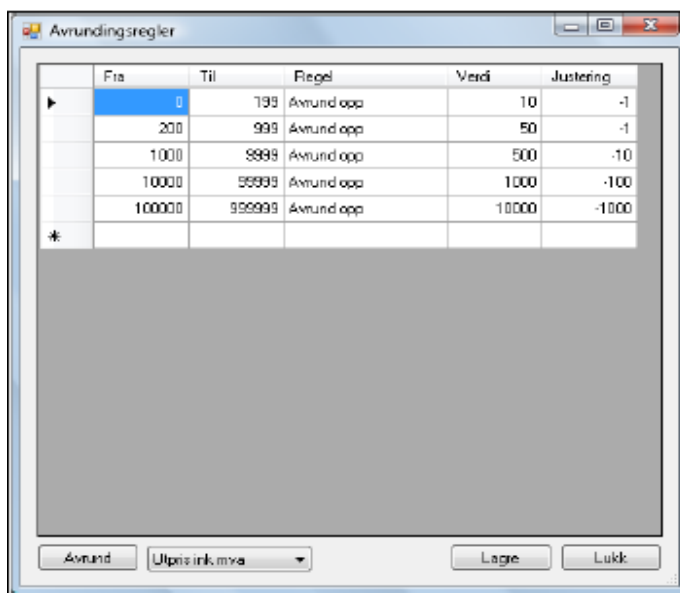 Avrundingsregler
Fra Til Regel Verdi Justering
0 199 Avrund opp 10 -1
200 999 Avrund opp 50 -1
1000 9999 Avrund opp 500 -10
10000 99999 Avrund opp 1000 -100
100000 999999 Avrund opp 10000 -1000
Avrund Utpris ink mva Lagre Lukk